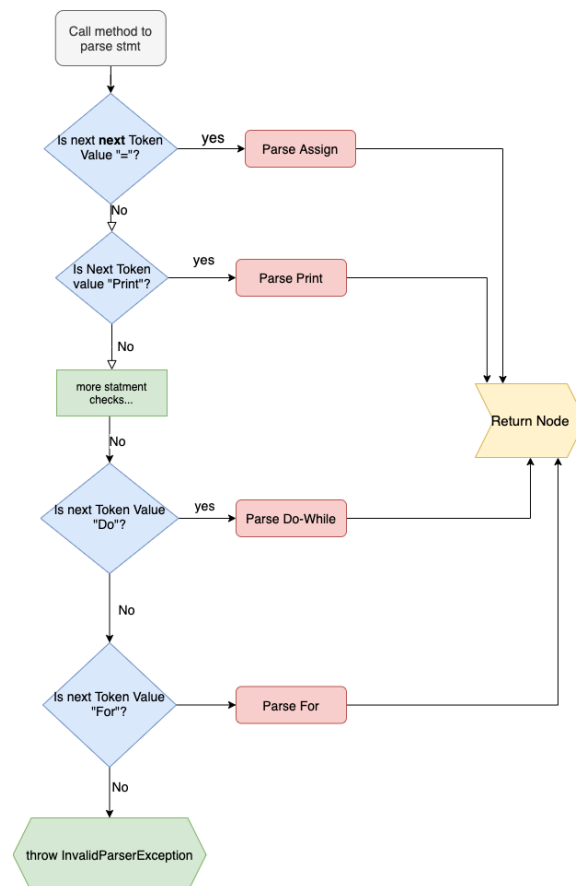 Call method to
parse stmt
Is next next Token
Value "="?
yes
Parse Assign
No
Is Next Token
value "Print"?
yes
Parse Print
No
more statment
checks...
Return Node
No
Is next Token Value
"Do"?
yes
Parse Do-While
No
Is next Token Value
"For"?
Parse For
No
throw InvalidParserException